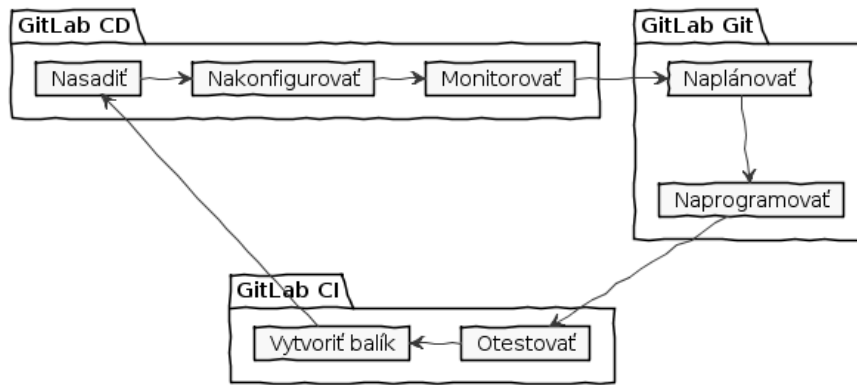 GitLab CD
Nasadiť
Nakonfigurovať
Monitorovať
GitLab Git
Naplánovať
Naprogramovať
GitLab CI
Vytvoriť balík
Otestovať